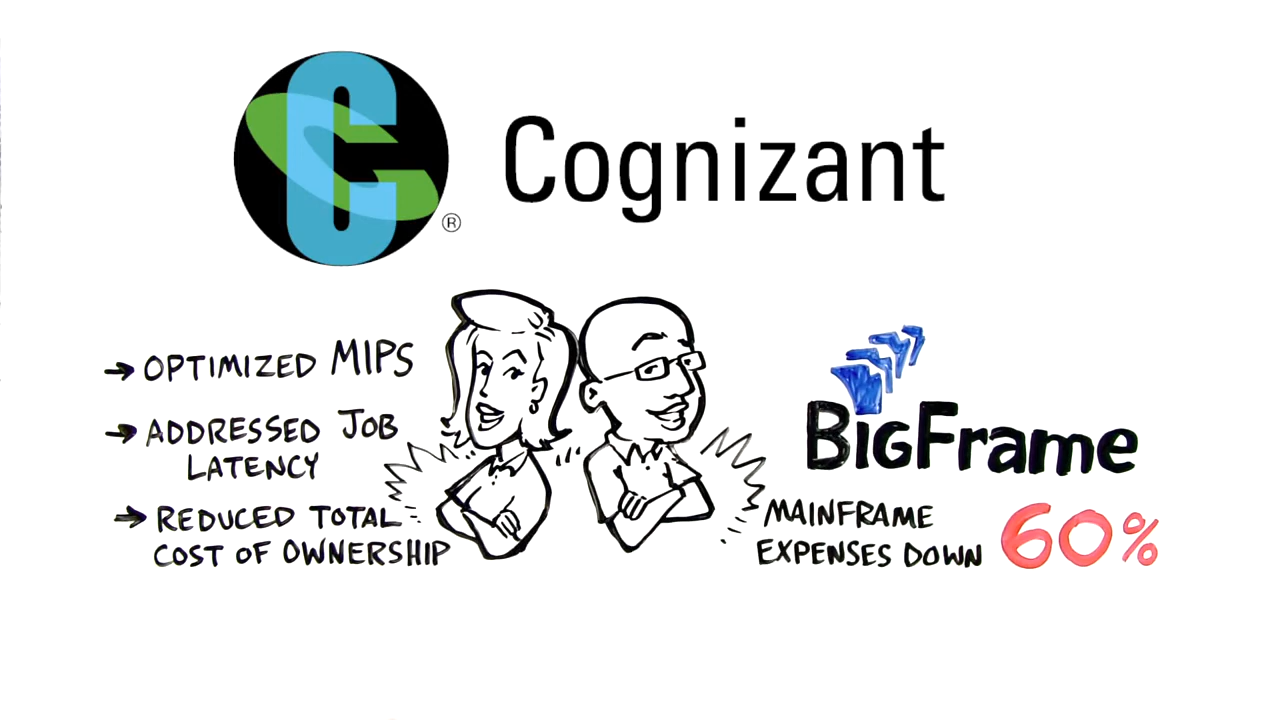 Cognizant
®
→ OPTIMIZED MIPS
→ ADDRESSED JOB
LATENCY
→ REDUCED TOTAL
COST OF OWNERSHIP
BIGFrame
MAINFRAME
EXPENSES DOWN 60%